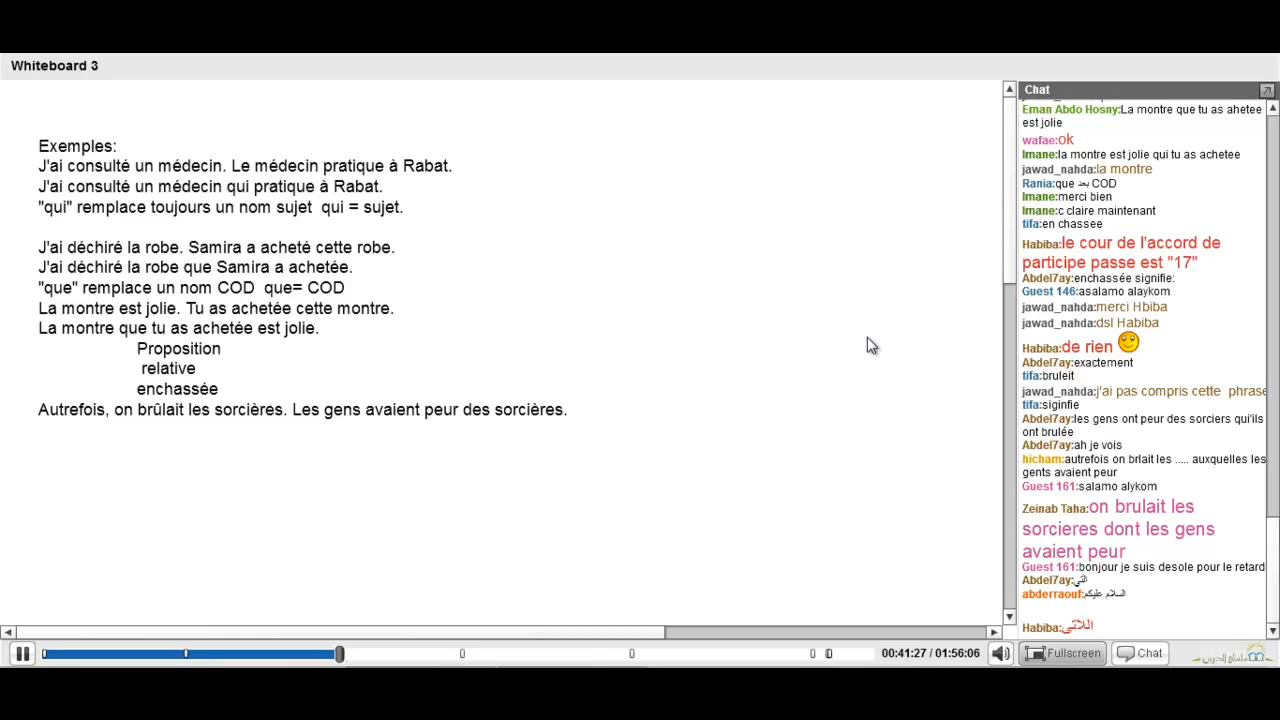 Whiteboard 3
Exemples:
J'ai consulté un médecin. Le médecin pratique à Rabat.
J'ai consulté un médecin qui pratique à Rabat.
"qui" remplace toujours un nom sujet qui = sujet.
J'ai déchiré la robe. Samira a acheté cette robe.
J'ai déchiré la robe que Samira a achetée.
"que" remplace un nom COD que= COD
La montre est jolie. Tu as achetée cette montre.
La montre que tu as achetée est jolie.
Proposition
relative
enchassée
Autrefois, on brûlait les sorcières. Les gens avaient peur des sorcières.
Chat
Eman Abdo Hosny:La montre que tu as ahetee
est jolie
wafae:ok
Imane:la montre est jolie qui tu as achetee
jawad_nahda:la montre
Rania:que بعد COD
Imane:merci bien
Imane:c claire maintenant
tifa:en chassee
Habiba:le cour de l'accord de
participe passe est "17"
Abdel7ay:enchassée signifie:
Guest 146:asalamo alaykom
jawad_nahda:merci Hbiba
jawad_nahda:dsl Habiba
Habiba:de rien
Abdel7ay:exactement
tifa:bruleit
jawad_nahda:j'ai pas compris cette phrase
tifa:siginfie
Abdel7ay:les gens ont peur des sorciers qu'ils
ont brulée
Abdel7ay:ah je vois
hicham:autrefois on brlait les ..... auxquelles les
gents avaient peur
Guest 161:salamo alykom
Zeinab Taha:on brulait les
sorcieres dont les gens
avaient peur
Guest 161:bonjour je suis desole pour le retard
Abdel7ay:التي
abderraouf:السلام عليكم
Habiba:اللاتي
00:41:27 / 01:56:06
Fullscreen
Chat